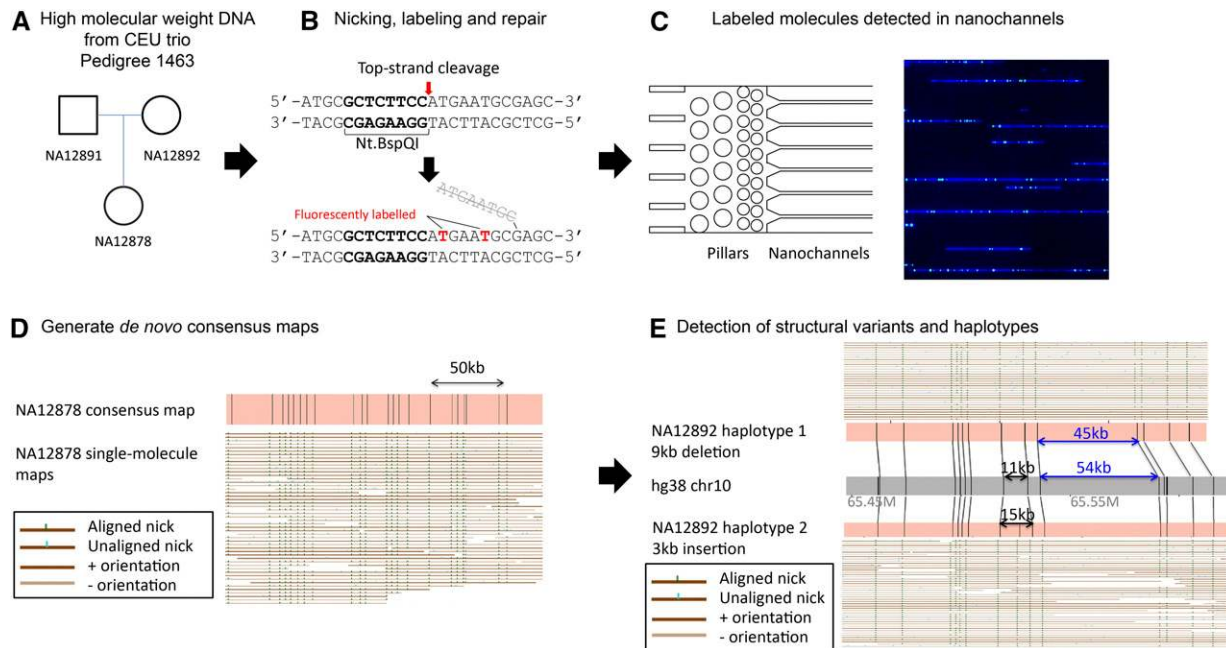 A High molecular weight DNA
from CEU trio
Pedigree 1463
NA12891
NA12892
NA12878
B Nicking, labeling and repair
Top-strand cleavage
5’-ATGCGCTCTTCCATGAATGCGAGC-3’
3’-TACGCGAGAAGGTACTTACGCTCG-5’
Nt.BspQI
ATGAATGC
Fluorescently labelled
5’-ATGCGCTCTTCCATGAATGCGAGC-3’
3’-TACGCGAGAAGGTACTTACGCTCG-5’
C Labeled molecules detected in nanochannels
Pillars
Nanochannels
D Generate de novo consensus maps
50kb
NA12878 consensus map
NA12878 single-molecule
maps
Aligned nick
Unaligned nick
+ orientation
- orientation
E Detection of structural variants and haplotypes
NA12892 haplotype 1
9kb deletion
45kb
11kb
54kb
hg38 chr10
65.45M
65.55M
15kb
NA12892 haplotype 2
3kb insertion
Aligned nick
Unaligned nick
+ orientation
- orientation